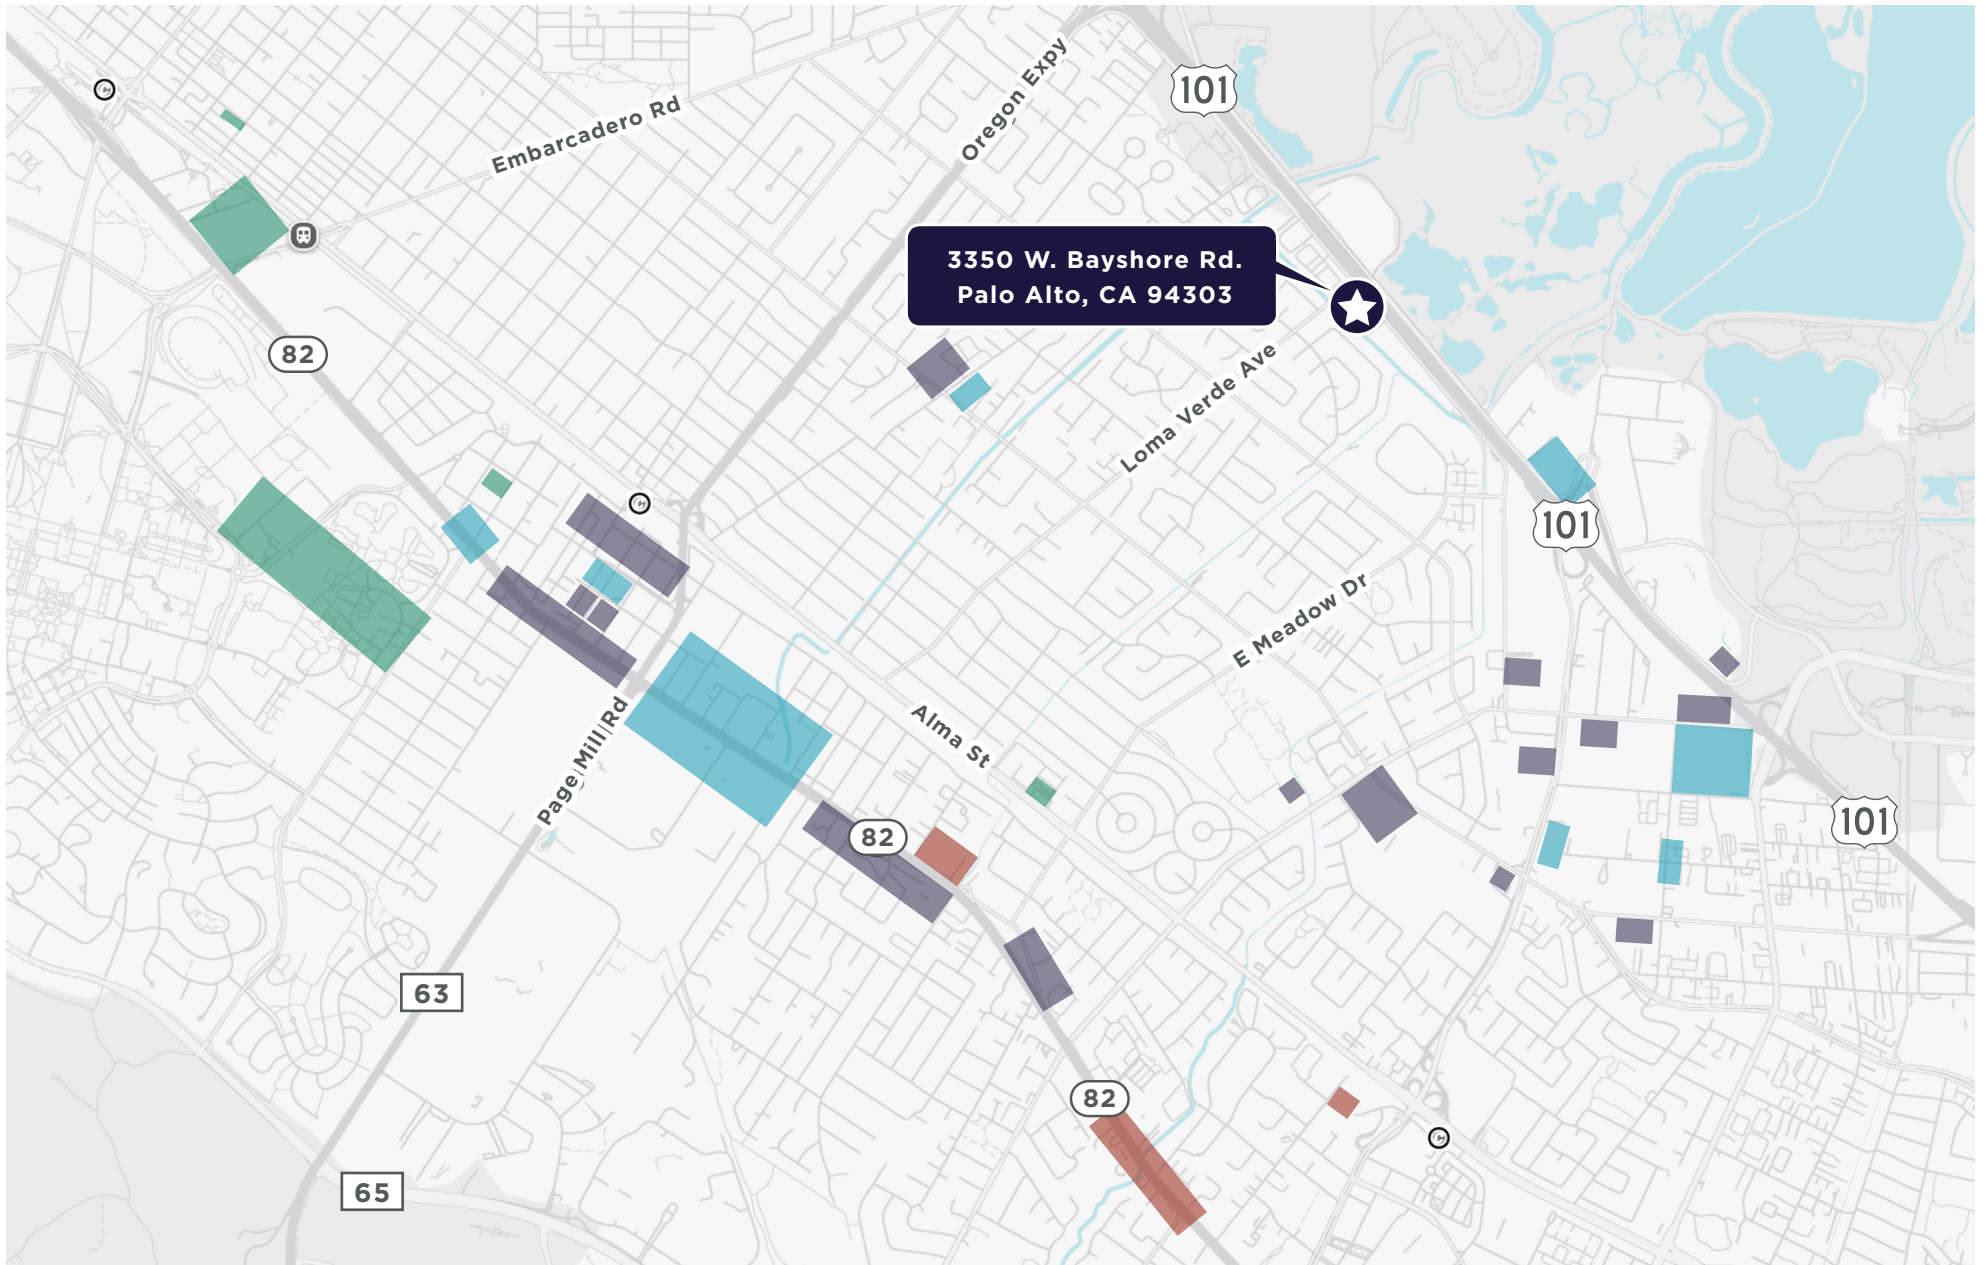 Oregon Expy
101
Embarcadero Rd
3350 W. Bayshore Rd.
Palo Alto, CA 94303
82
Loma Verde Ave
101
E Meadow Dr
Page Mill Rd
Alma St
82
101
63
82
65